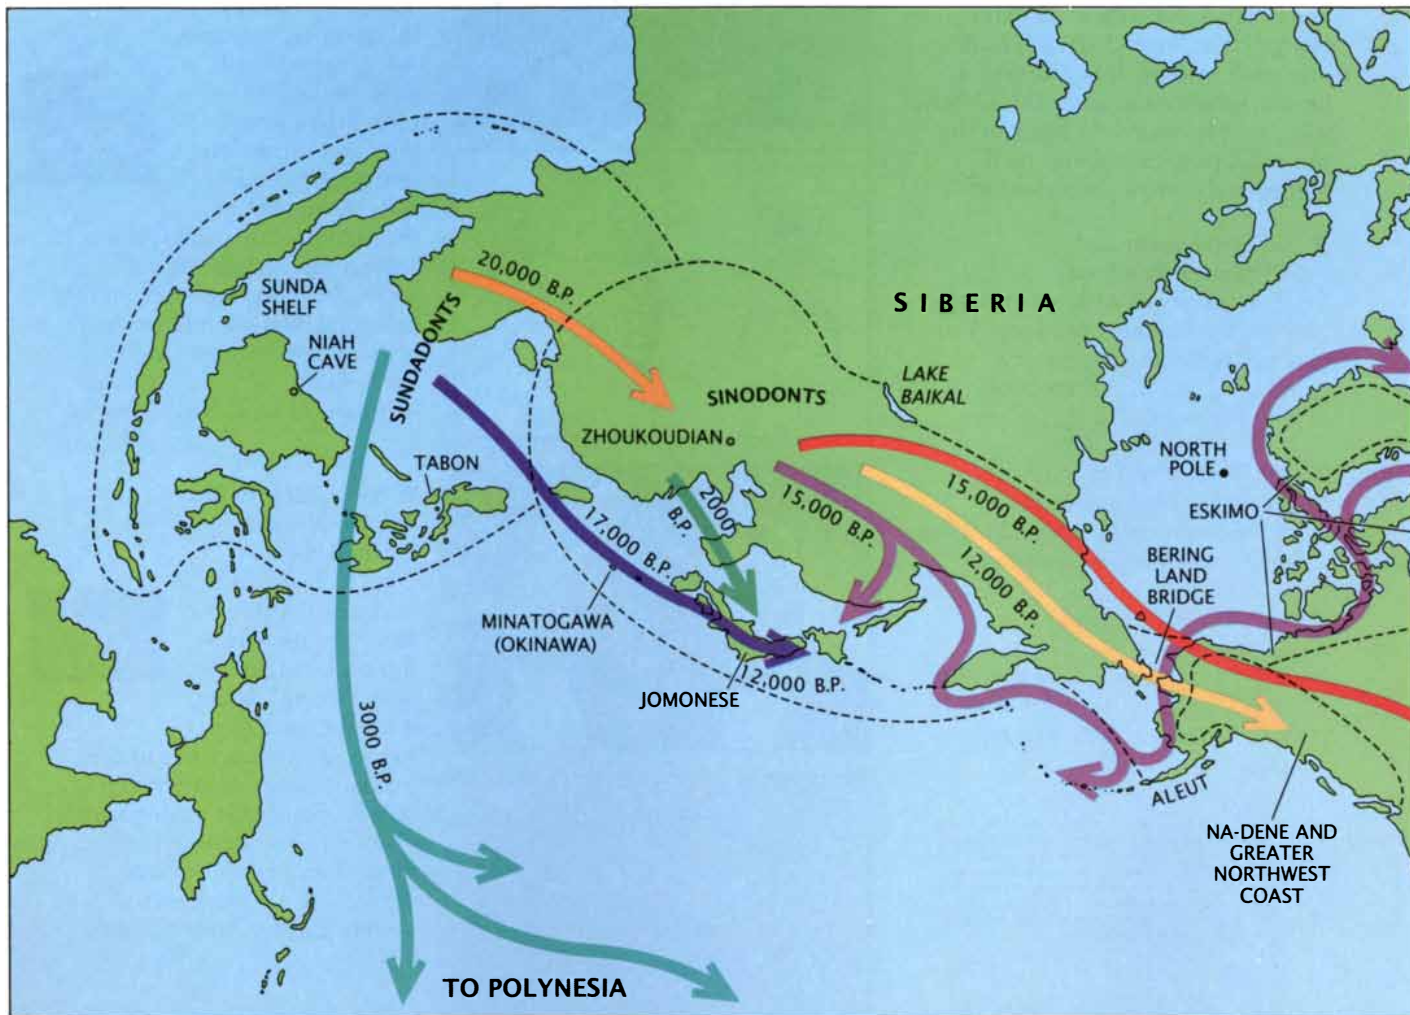 20,000 B.P.
SIBERIA
SUNDA
SHELF
NIAH
CAVE
SUNDADONTS
SINODONTS
LAKE
BAIKAL
ZHOUKOUDIAN
TABON
NORTH
POLE
ESKIMO
2000
B.P.
15,000 B.P.
15,000 B.P.
12,000 B.P.
17,000 B.P.
BERING
LAND
BRIDGE
MINATOGAWA
(OKINAWA)
JOMONESE
12,000 B.P.
3000 B.P.
ALEUT
NA-DENE AND
GREATER
NORTHWEST
COAST
TO POLYNESIA